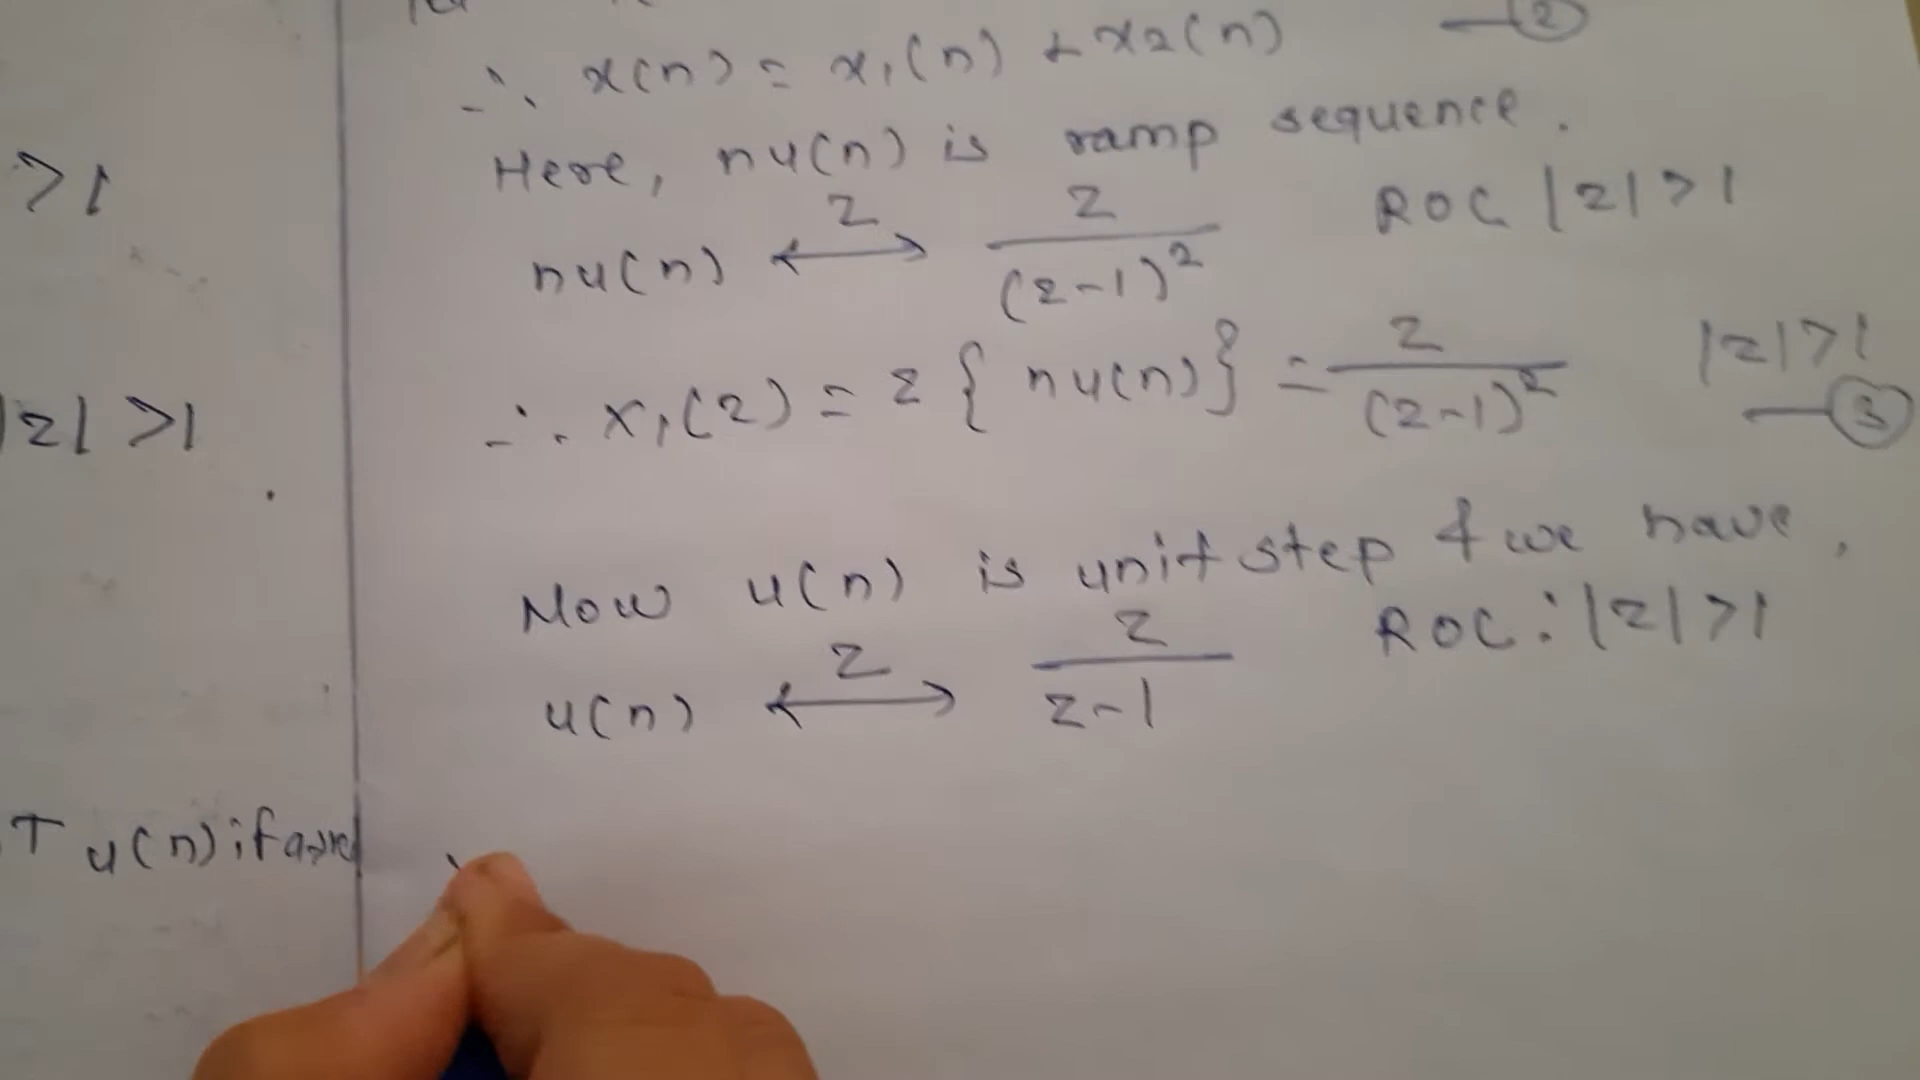 >1
|z| >1
T u(n) if
∴ x(n) = x₁(n) + x₂(n) —②
Here, nu(n) is ramp sequence.
nu(n) ⟷ᶻ z/(z-1)² ROC |z|>1
∴ X₁(z) = z{nu(n)} = z/(z-1)² |z|>1 —③
Now u(n) is unit step & we have,
u(n) ⟷ᶻ z/z-1 ROC: |z|>1